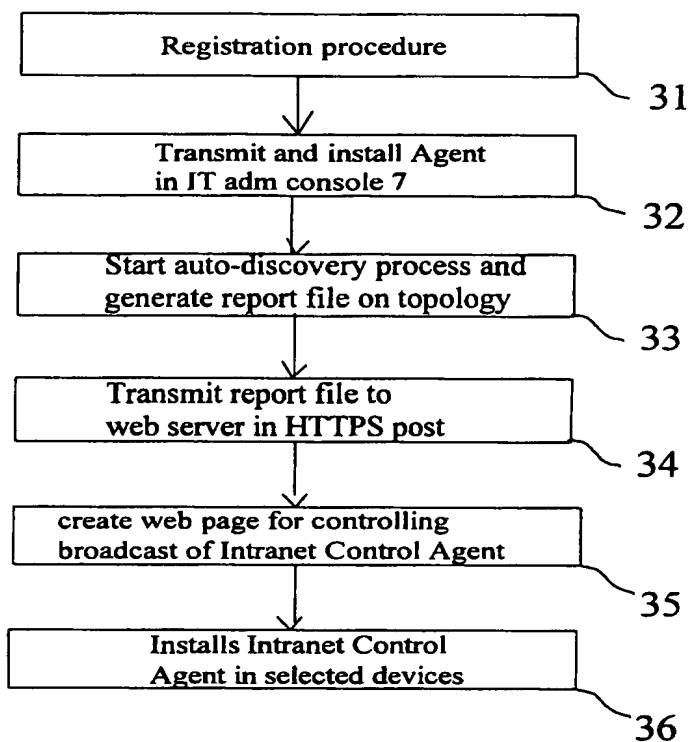 Registration procedure
31
Transmit and install Agent
in IT adm console 7
32
Start auto-discovery process and
generate report file on topology
33
Transmit report file to
web server in HTTPS post
34
create web page for controlling
broadcast of Intranet Control Agent
35
Installs Intranet Control
Agent in selected devices
36